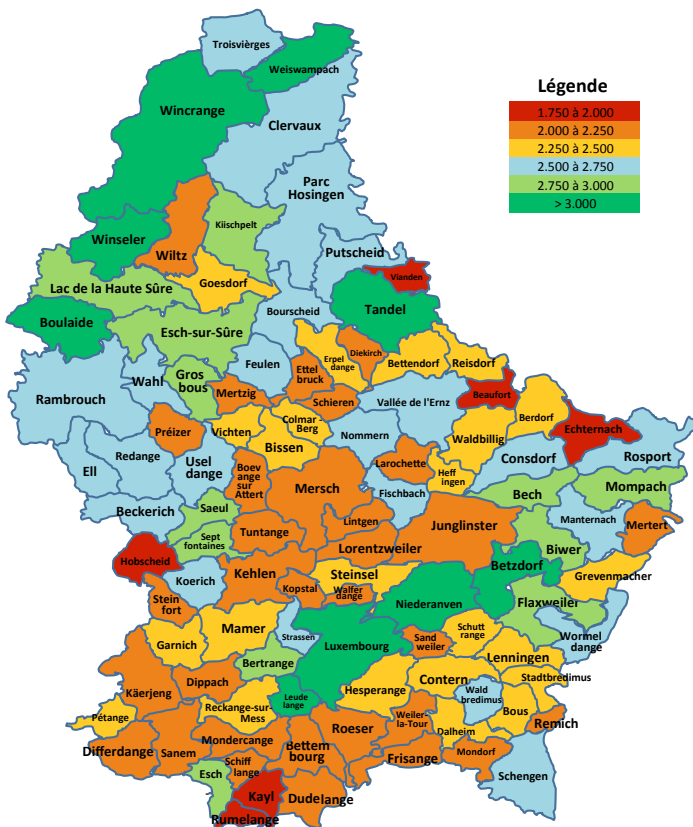 Troisvièrges
Weiswampach
Légende
1.750 à 2.000
2.000 à 2.250
2.250 à 2.500
2.500 à 2.750
2.750 à 3.000
> 3.000
Wincrange
Clervaux
Parc
Hosingen
Kiischpelt
Winseler
Wiltz
Putscheid
Vianden
Goesdorf
Lac de la Haute Sûre
Tandel
Bourscheid
Boulaide
Esch-sur-Sûre
Diekirch
Erpel
dange
Bettendorf
Reisdorf
Feulen
Ettel
bruck
Wahl
Gros
bous
Mertzig
Schieren
Rambrouch
Vallée de l'Ernz
Beaufort
Berdorf
Echternach
Préizer
Vichten
Colmar-
Berg
Bissen
Nommern
Waldbillig
Consdorf
Rosport
Ell
Redange
Usel
dange
Boev
ange
sur
Attert
Larochette
Heff
ingen
Mersch
Fischbach
Bech
Mompach
Beckerich
Saeul
Lintgen
Junglinster
Manternach
Mertert
Sept
fontaines
Tuntange
Lorentzweiler
Biwer
Hobscheid
Koerich
Kehlen
Steinsel
Betzdorf
Grevenmacher
Kopstal
Walfer
dange
Stein
fort
Niederanven
Flaxweiler
Mamer
Strassen
Luxembourg
Sand
weiler
Schutt
range
Wormel
dange
Garnich
Bertrange
Lenningen
Contern
Stadtbredimus
Käerjeng
Dippach
Leude
lange
Hesperange
Wald
bredimus
Bous
Pétange
Reckange-sur-
Mess
Roeser
Weiler-
la-Tour
Dalheim
Remich
Differdange
Sanem
Mondercange
Bettem
bourg
Frisange
Mondorf
Schiff
lange
Esch
Schengen
Kayl
Dudelange
Rumelange